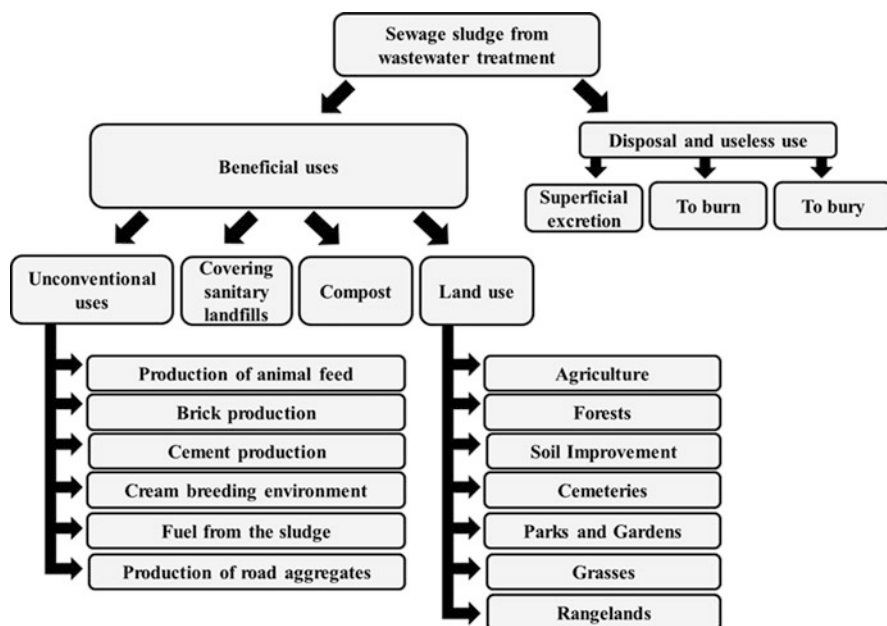 Sewage sludge from
wastewater treatment
Beneficial uses
Disposal and useless use
Superficial
excretion
To burn
To bury
Unconventional
uses
Covering
sanitary
landfills
Compost
Land use
Production of animal feed
Brick production
Cement production
Cream breeding environment
Fuel from the sludge
Production of road aggregates
Agriculture
Forests
Soil Improvement
Cemeteries
Parks and Gardens
Grasses
Rangelands